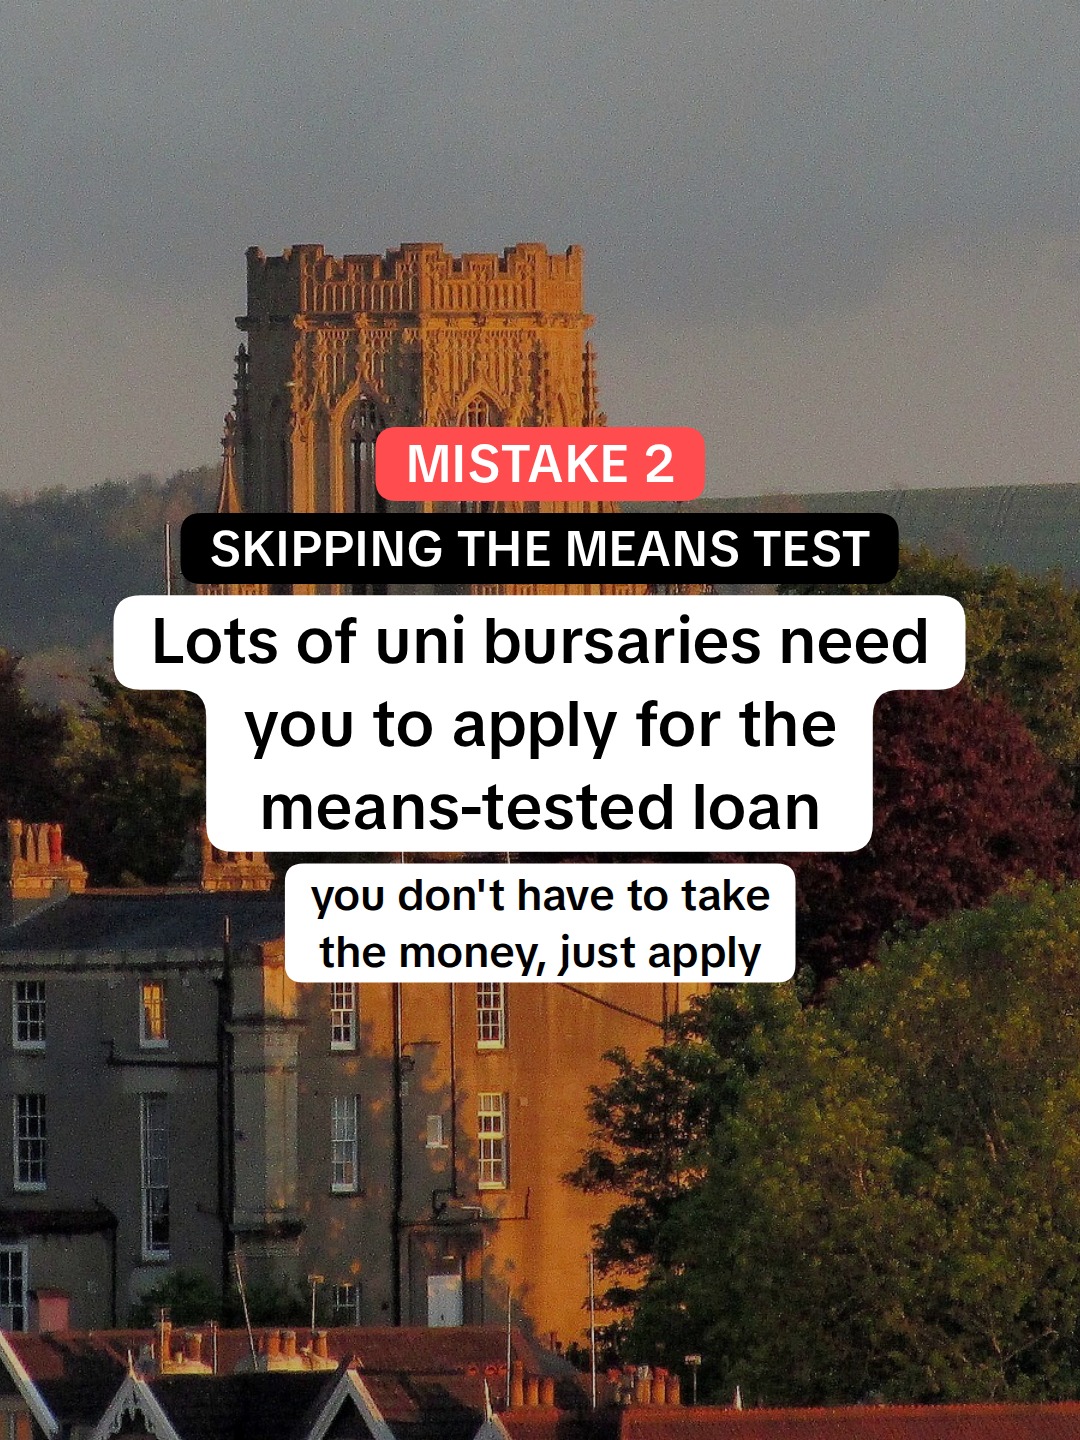 MISTAKE 2
SKIPPING THE MEANS TEST
Lots of uni bursaries need
you to apply for the
means-tested loan
you don't have to take
the money, just apply